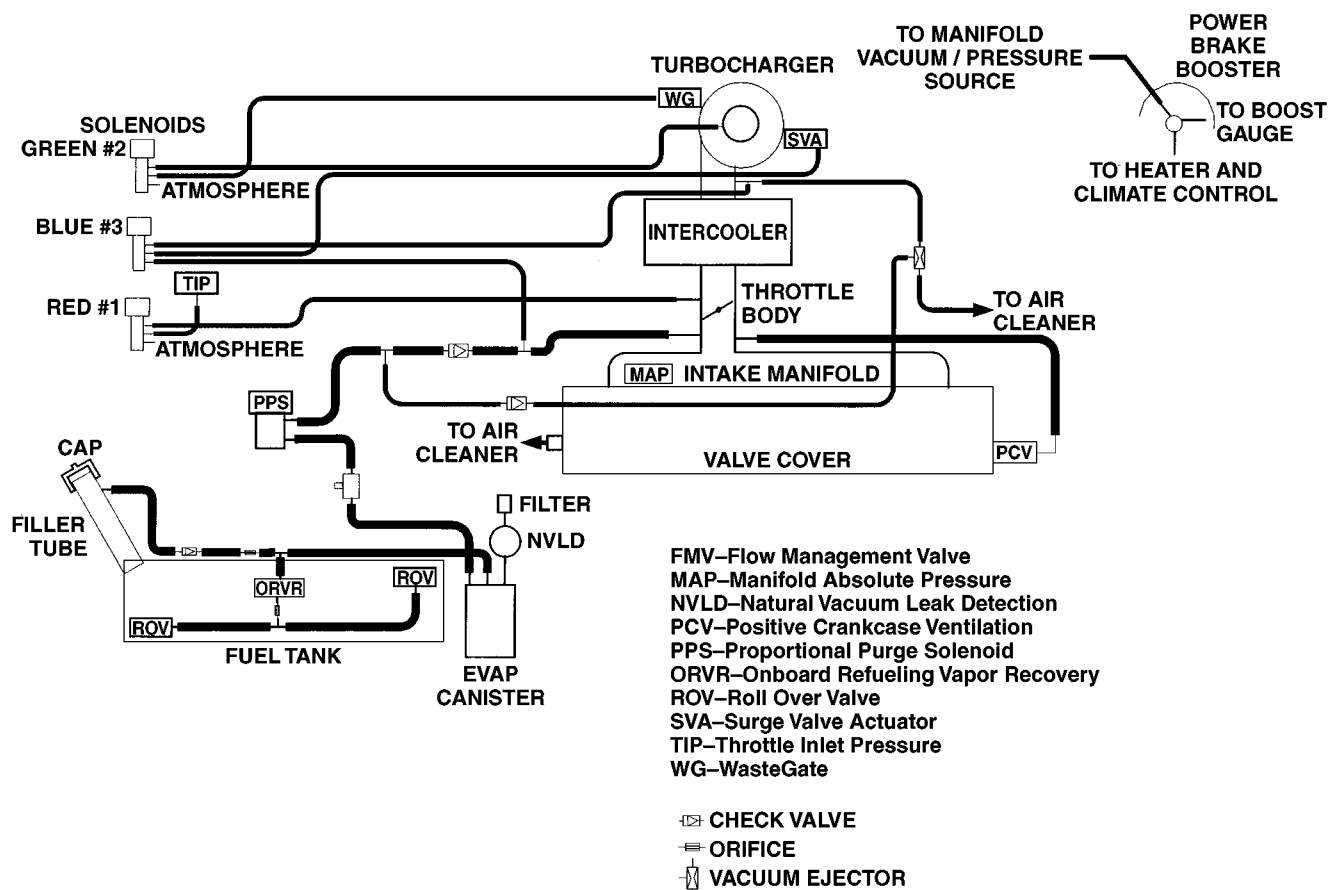 TO MANIFOLD
VACUUM / PRESSURE
SOURCE
POWER
BRAKE
BOOSTER
TO BOOST
GAUGE
TO HEATER AND
CLIMATE CONTROL
TURBOCHARGER
WG
SVA
SOLENOIDS
GREEN #2
ATMOSPHERE
BLUE #3
INTERCOOLER
TIP
RED #1
ATMOSPHERE
THROTTLE
BODY
TO AIR
CLEANER
MAP
INTAKE MANIFOLD
PPS
TO AIR
CLEANER
VALVE COVER
PCV
CAP
FILLER
TUBE
FILTER
NVLD
ORVR
ROV
ROV
FUEL TANK
EVAP
CANISTER
FMV–Flow Management Valve
MAP–Manifold Absolute Pressure
NVLD–Natural Vacuum Leak Detection
PCV–Positive Crankcase Ventilation
PPS–Proportional Purge Solenoid
ORVR–Onboard Refueling Vapor Recovery
ROV–Roll Over Valve
SVA–Surge Valve Actuator
TIP–Throttle Inlet Pressure
WG–WasteGate
CHECK VALVE
ORIFICE
VACUUM EJECTOR